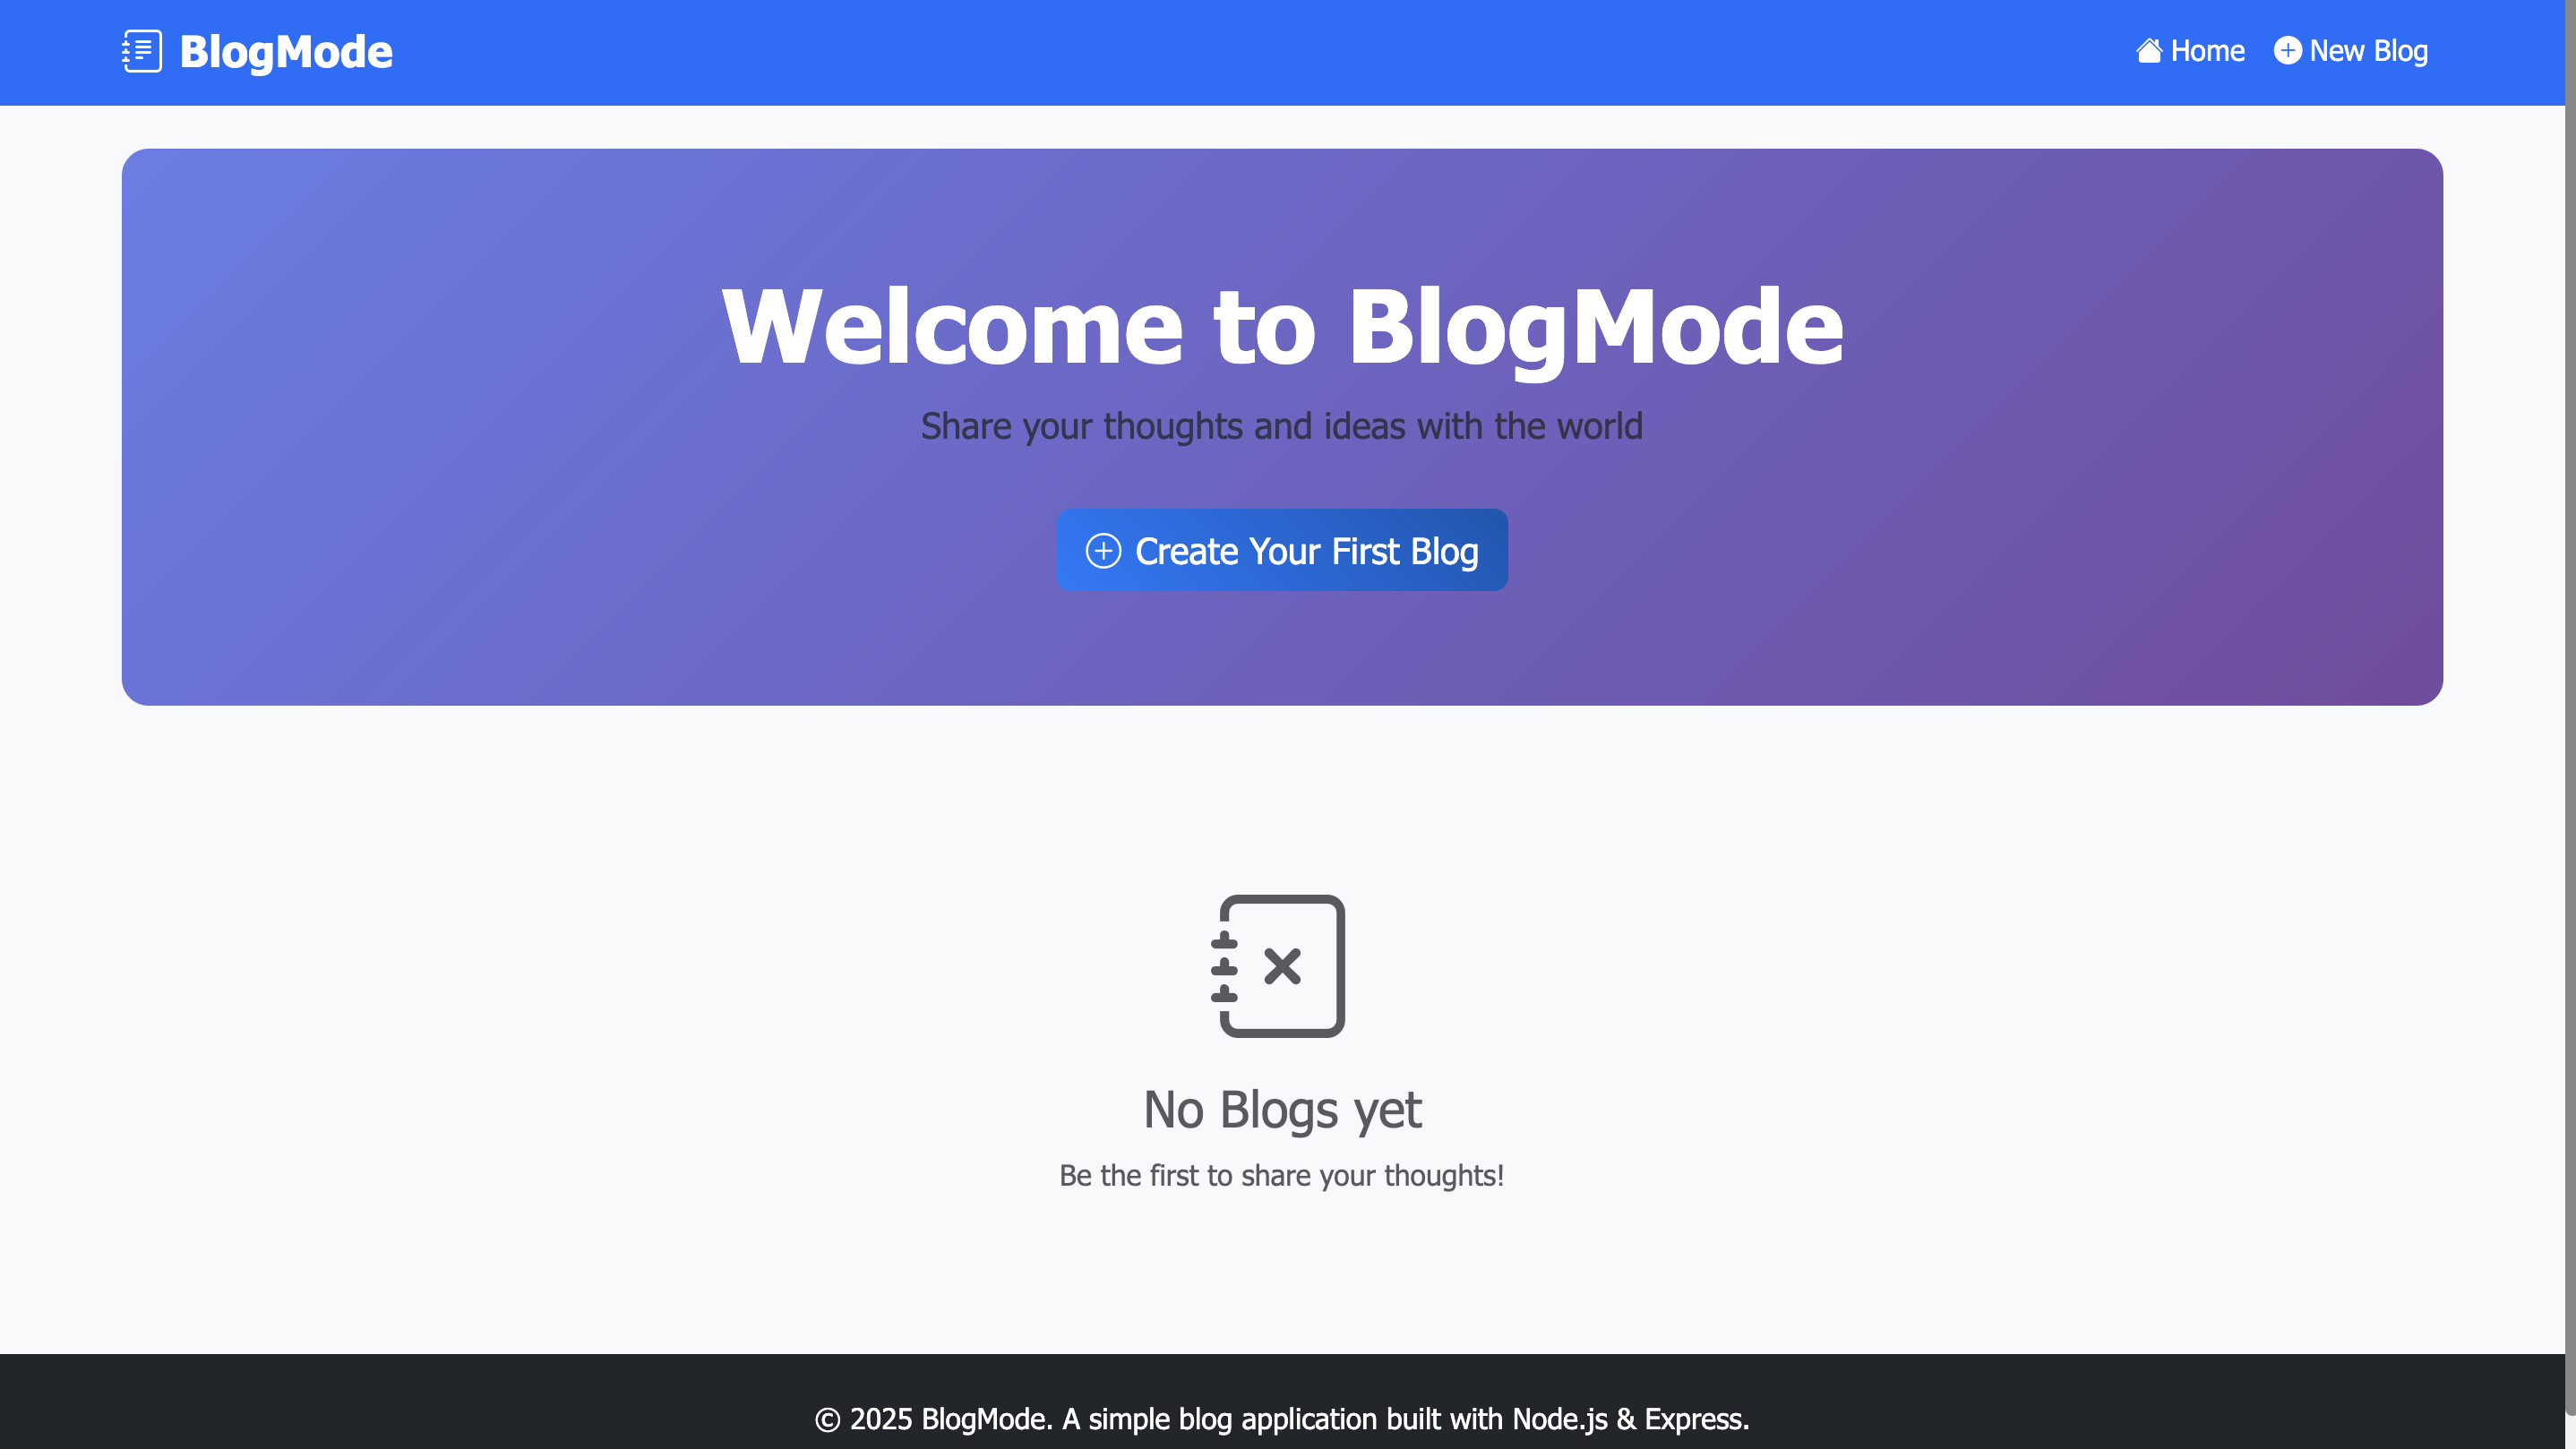 BlogMode
Home
New Blog
Welcome to BlogMode
Share your thoughts and ideas with the world
Create Your First Blog
No Blogs yet
Be the first to share your thoughts!
© 2025 BlogMode. A simple blog application built with Node.js & Express.